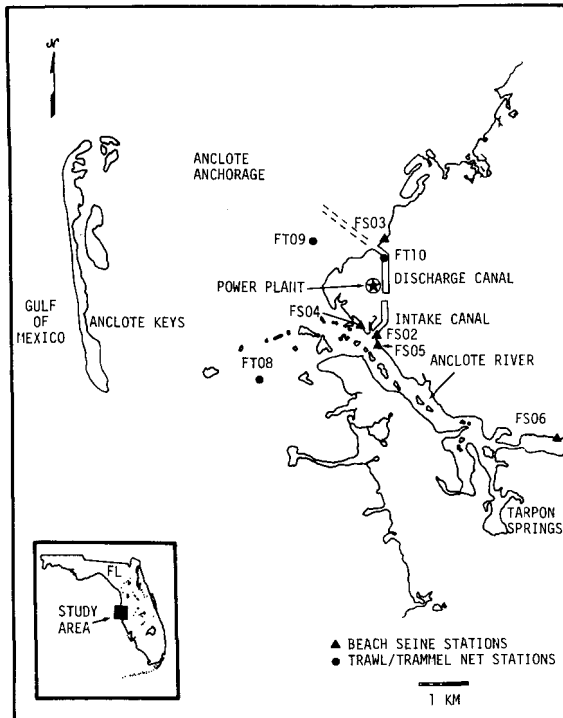 N
ANCLOTE
ANCHORAGE
FS03
FT09
FT10
POWER PLANT
DISCHARGE CANAL
FS04
INTAKE CANAL
GULF
OF
MEXICO
ANCLOTE KEYS
FS02
FS05
FT08
ANCLOTE RIVER
FS06
TARPON
SPRINGS
FL
STUDY
AREA
▲ BEACH SEINE STATIONS
● TRAWL/TRAMMEL NET STATIONS
1 KM